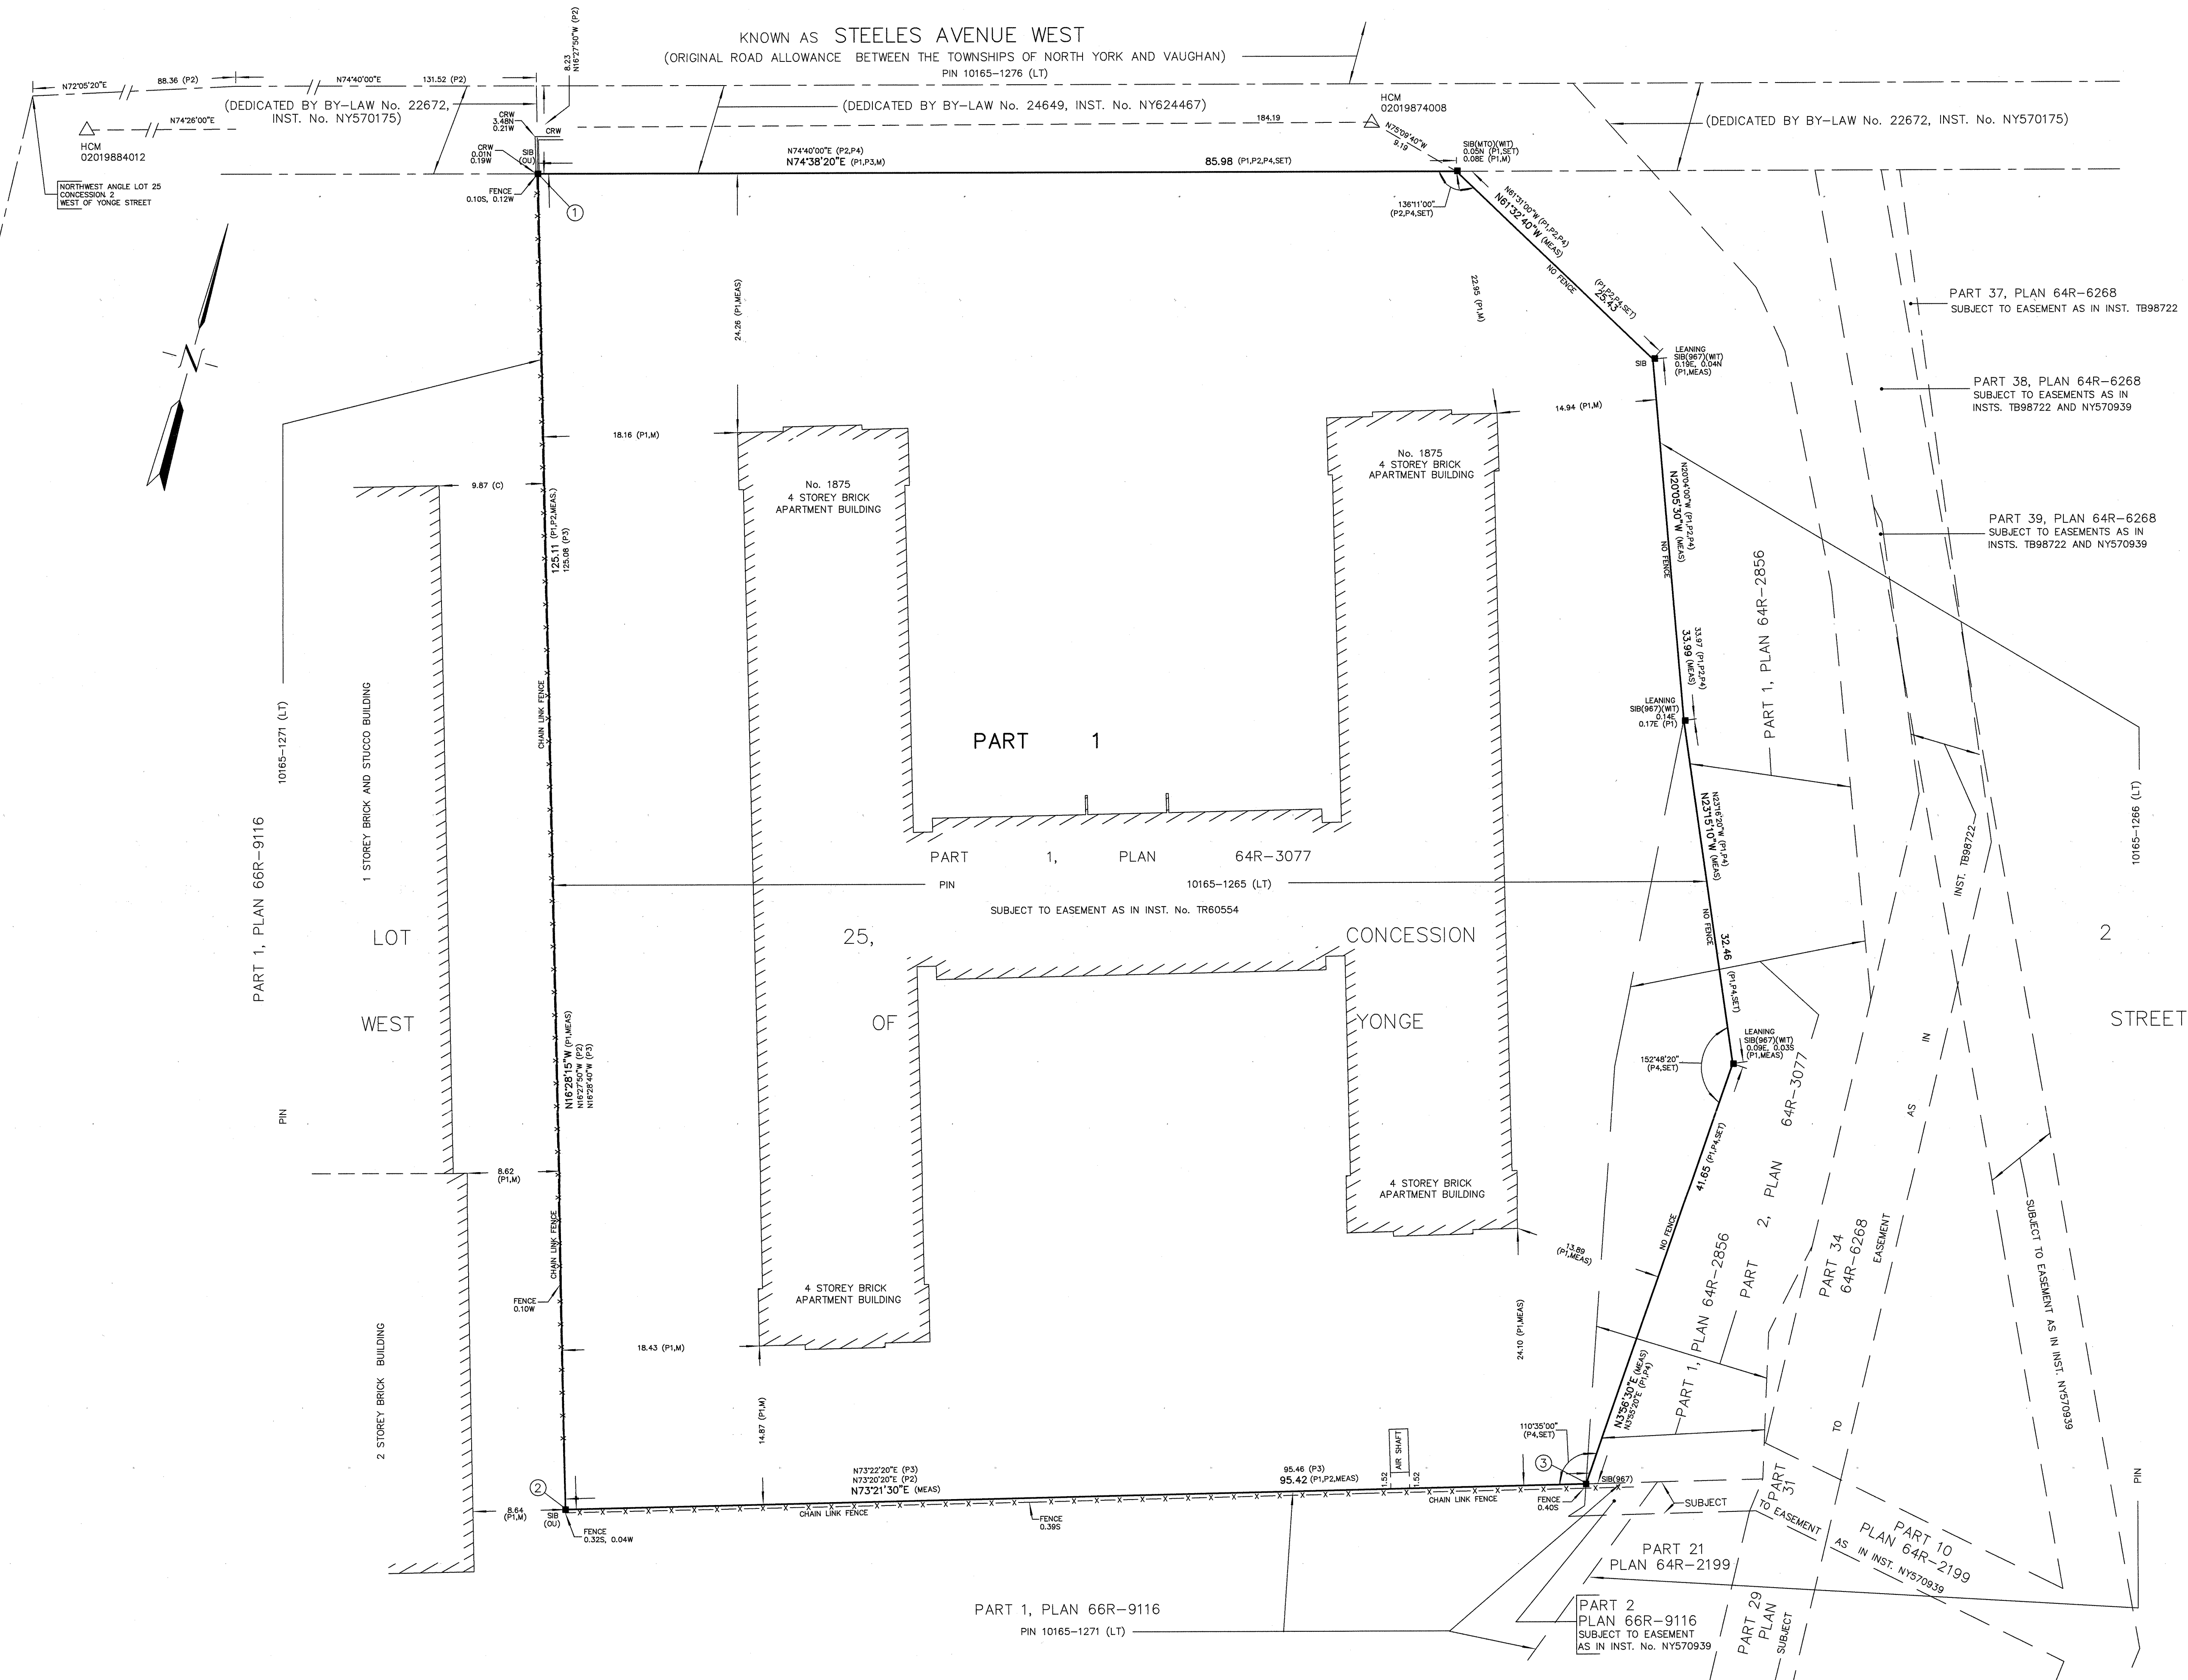 KNOWN AS STEELES AVENUE WEST
(ORIGINAL ROAD ALLOWANCE BETWEEN THE TOWNSHIPS OF NORTH YORK AND VAUGHAN)
PIN 10165-1276 (LT)
8.23
N16°27'50"W (P2)
N72°05'20"E
88.36 (P2)
N74°40'00"E
131.52 (P2)
(DEDICATED BY BY-LAW No. 22672,
INST. No. NY570175)
(DEDICATED BY BY-LAW No. 24649, INST. No. NY624467)
HCM
02019874008
(DEDICATED BY BY-LAW No. 22672, INST. No. NY570175)
N74°26'00"E
HCM
02019884012
CRW
3.48N
0.21W
CRW
184.19
N75°09'40"W
9.19
CRW
0.01N
0.19W
SIB
(OU)
N74°40'00"E (P2,P4)
N74°38'20"E (P1,P3,M)
85.98 (P1,P2,P4,SET)
SIB(MTO)(WIT)
0.05N (P1,SET)
0.08E (P1,M)
NORTHWEST ANGLE LOT 25
CONCESSION 2
WEST OF YONGE STREET
FENCE
0.10S, 0.12W
1
136°11'00"
(P2,P4,SET)
N61°31'00"W (P1,P2,P4)
N61°32'40"W (MEAS)
NO FENCE
(P1,P2,P4,SET)
25.43
N
24.26 (P1,MEAS)
22.95 (P1,M)
PART 37, PLAN 64R-6268
SUBJECT TO EASEMENT AS IN INST. TB98722
SIB
LEANING
SIB(967)(WIT)
0.19E, 0.04N
(P1,MEAS)
PART 38, PLAN 64R-6268
SUBJECT TO EASEMENTS AS IN
INSTS. TB98722 AND NY570939
14.94 (P1,M)
18.16 (P1,M)
No. 1875
4 STOREY BRICK
APARTMENT BUILDING
No. 1875
4 STOREY BRICK
APARTMENT BUILDING
9.87 (C)
125.11 (P1,P2,MEAS.)
125.08 (P3)
N20°04'00"W (P1,P2,P4)
N20°05'30"W (MEAS)
NO FENCE
PART 39, PLAN 64R-6268
SUBJECT TO EASEMENTS AS IN
INSTS. TB98722 AND NY570939
33.97 (P1,P2,P4)
33.99 (MEAS)
PART 1, PLAN 64R-2856
LEANING
SIB(967)(WIT)
0.14E
0.17E (P1)
10165-1271 (LT)
1 STOREY BRICK AND STUCCO BUILDING
CHAIN LINK FENCE
PART 1
N23°16'20"W (P1,P4)
N23°15'10"W (MEAS)
10165-1266 (LT)
INST. TB98722
PART 1, PLAN 64R-3077
PIN 10165-1265 (LT)
SUBJECT TO EASEMENT AS IN INST. No. TR60554
NO FENCE
32.46
(P1,P4,SET)
PART 1, PLAN 66R-9116
LOT 25, CONCESSION 2
WEST OF YONGE STREET
N16°28'15"W (P1,MEAS)
N16°27'50"W (P2)
N16°28'40"W (P3)
PIN
152°48'20"
(P4,SET)
LEANING
SIB(967)(WIT)
0.09E, 0.03S
(P1,MEAS)
8.62
(P1,M)
CHAIN LINK FENCE
41.65 (P1,P4,SET)
NO FENCE
PART 2, PLAN 64R-3077
PART 1, PLAN 64R-2856
PART 34
64R-6268
EASEMENT
TO
AS
IN
SUBJECT TO EASEMENT AS IN INST. NY570939
4 STOREY BRICK
APARTMENT BUILDING
4 STOREY BRICK
APARTMENT BUILDING
13.89
(P1,MEAS)
FENCE
0.10W
18.43 (P1,M)
24.10 (P1,MEAS)
14.87 (P1,M)
2 STOREY BRICK BUILDING
N3°56'30"E (MEAS)
N3°55'20"E (P1,P4)
110°35'00"
(P4,SET)
AIR SHAFT
1.52
1.52
3
SIB(967)
N73°22'20"E (P3)
N73°20'20"E (P2)
N73°21'30"E (MEAS)
95.46 (P3)
95.42 (P1,P2,MEAS)
2
SIB
(OU)
8.64
(P1,M)
FENCE
0.32S, 0.04W
CHAIN LINK FENCE
FENCE
0.39S
CHAIN LINK FENCE
FENCE
0.40S
SUBJECT
TO EASEMENT
AS IN INST. NY570939
PART
31
PIN
PART 10
PLAN 64R-2199
PART 21
PLAN 64R-2199
PART 1, PLAN 66R-9116
PIN 10165-1271 (LT)
PART 2
PLAN 66R-9116
SUBJECT TO EASEMENT
AS IN INST. No. NY570939
PART 29
PLAN
SUBJECT